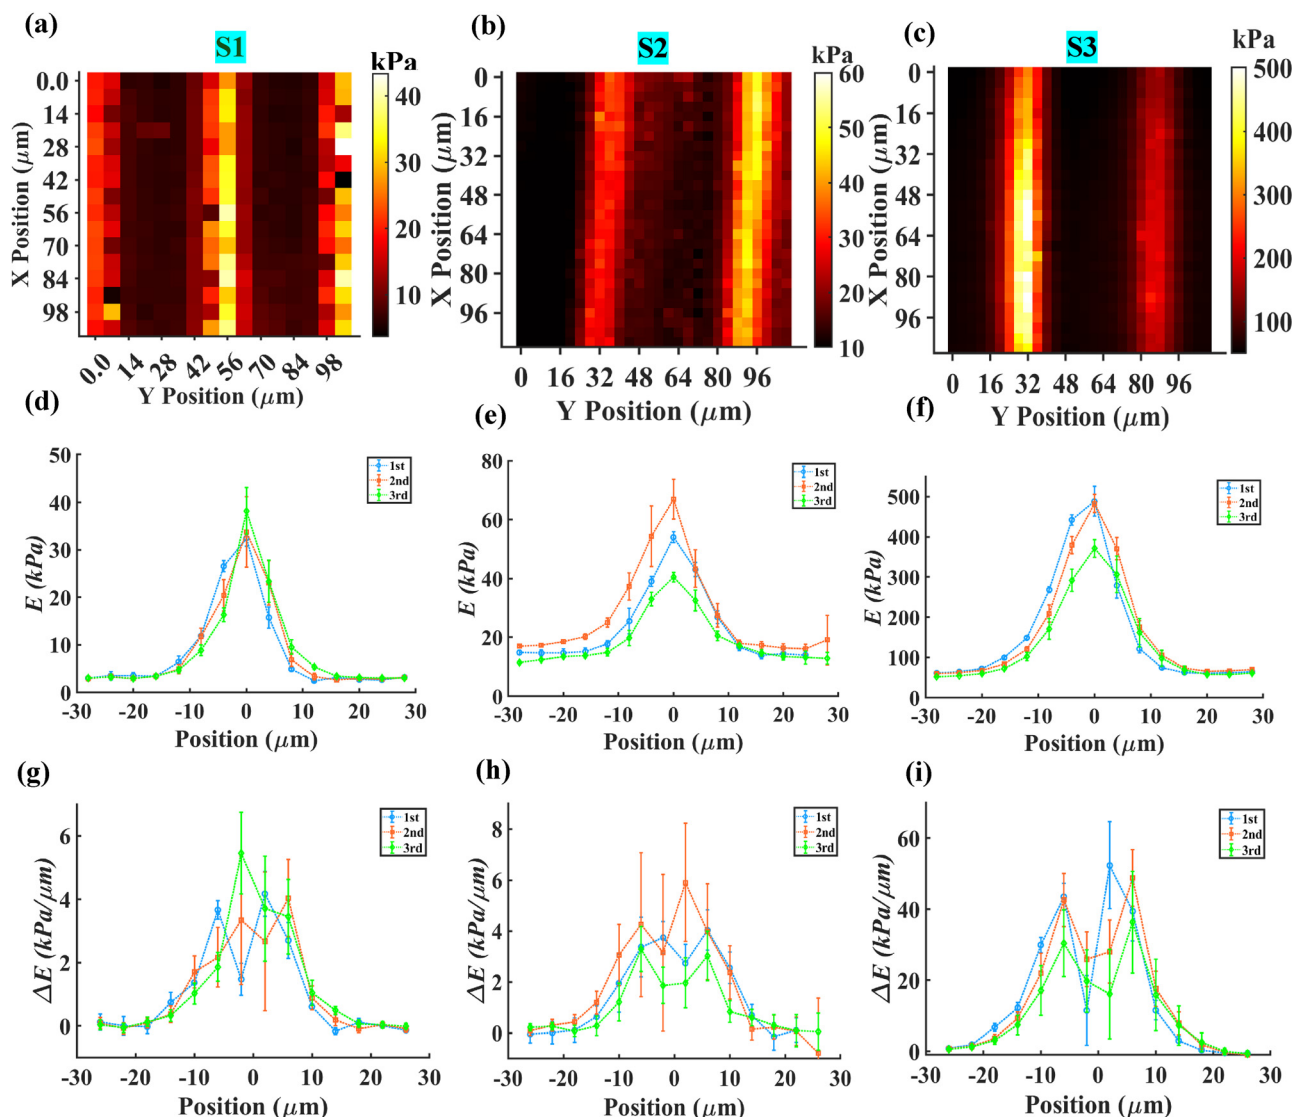 (a)
S1
kPa
X Position (μm)
0.0
14
28
42
56
70
84
98
0.0 14 28 42 56 70 84 98
Y Position (μm)
40
30
20
10
(b)
S2
kPa
X Position (μm)
0
16
32
48
64
80
96
0 16 32 48 64 80 96
Y Position (μm)
60
50
40
30
20
10
(c)
S3
kPa
X Position (μm)
0
16
32
48
64
80
96
0 16 32 48 64 80 96
Y Position (μm)
500
400
300
200
100
(d)
E (kPa)
50
40
30
20
10
0
-30 -20 -10 0 10 20 30
Position (μm)
1st
2nd
3rd
(e)
E (kPa)
80
60
40
20
0
-30 -20 -10 0 10 20 30
Position (μm)
1st
2nd
3rd
(f)
E (kPa)
500
400
300
200
100
0
-30 -20 -10 0 10 20 30
Position (μm)
1st
2nd
3rd
(g)
ΔE (kPa/μm)
6
4
2
0
-30 -20 -10 0 10 20 30
Position (μm)
1st
2nd
3rd
(h)
ΔE (kPa/μm)
8
6
4
2
0
-30 -20 -10 0 10 20 30
Position (μm)
1st
2nd
3rd
(i)
ΔE (kPa/μm)
60
40
20
0
-30 -20 -10 0 10 20 30
Position (μm)
1st
2nd
3rd